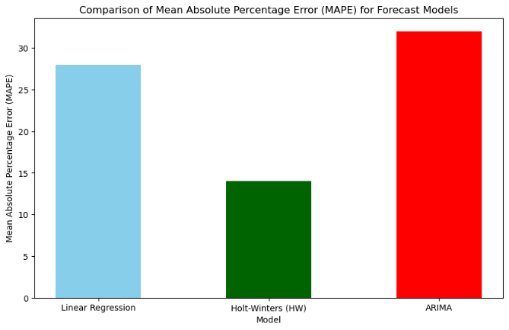 Comparison of Mean Absolute Percentage Error (MAPE) for Forecast Models
Mean Absolute Percentage Error (MAPE)
30
25
20
15
10
5
0
Linear Regression
Holt-Winters (HW)
ARIMA
Model